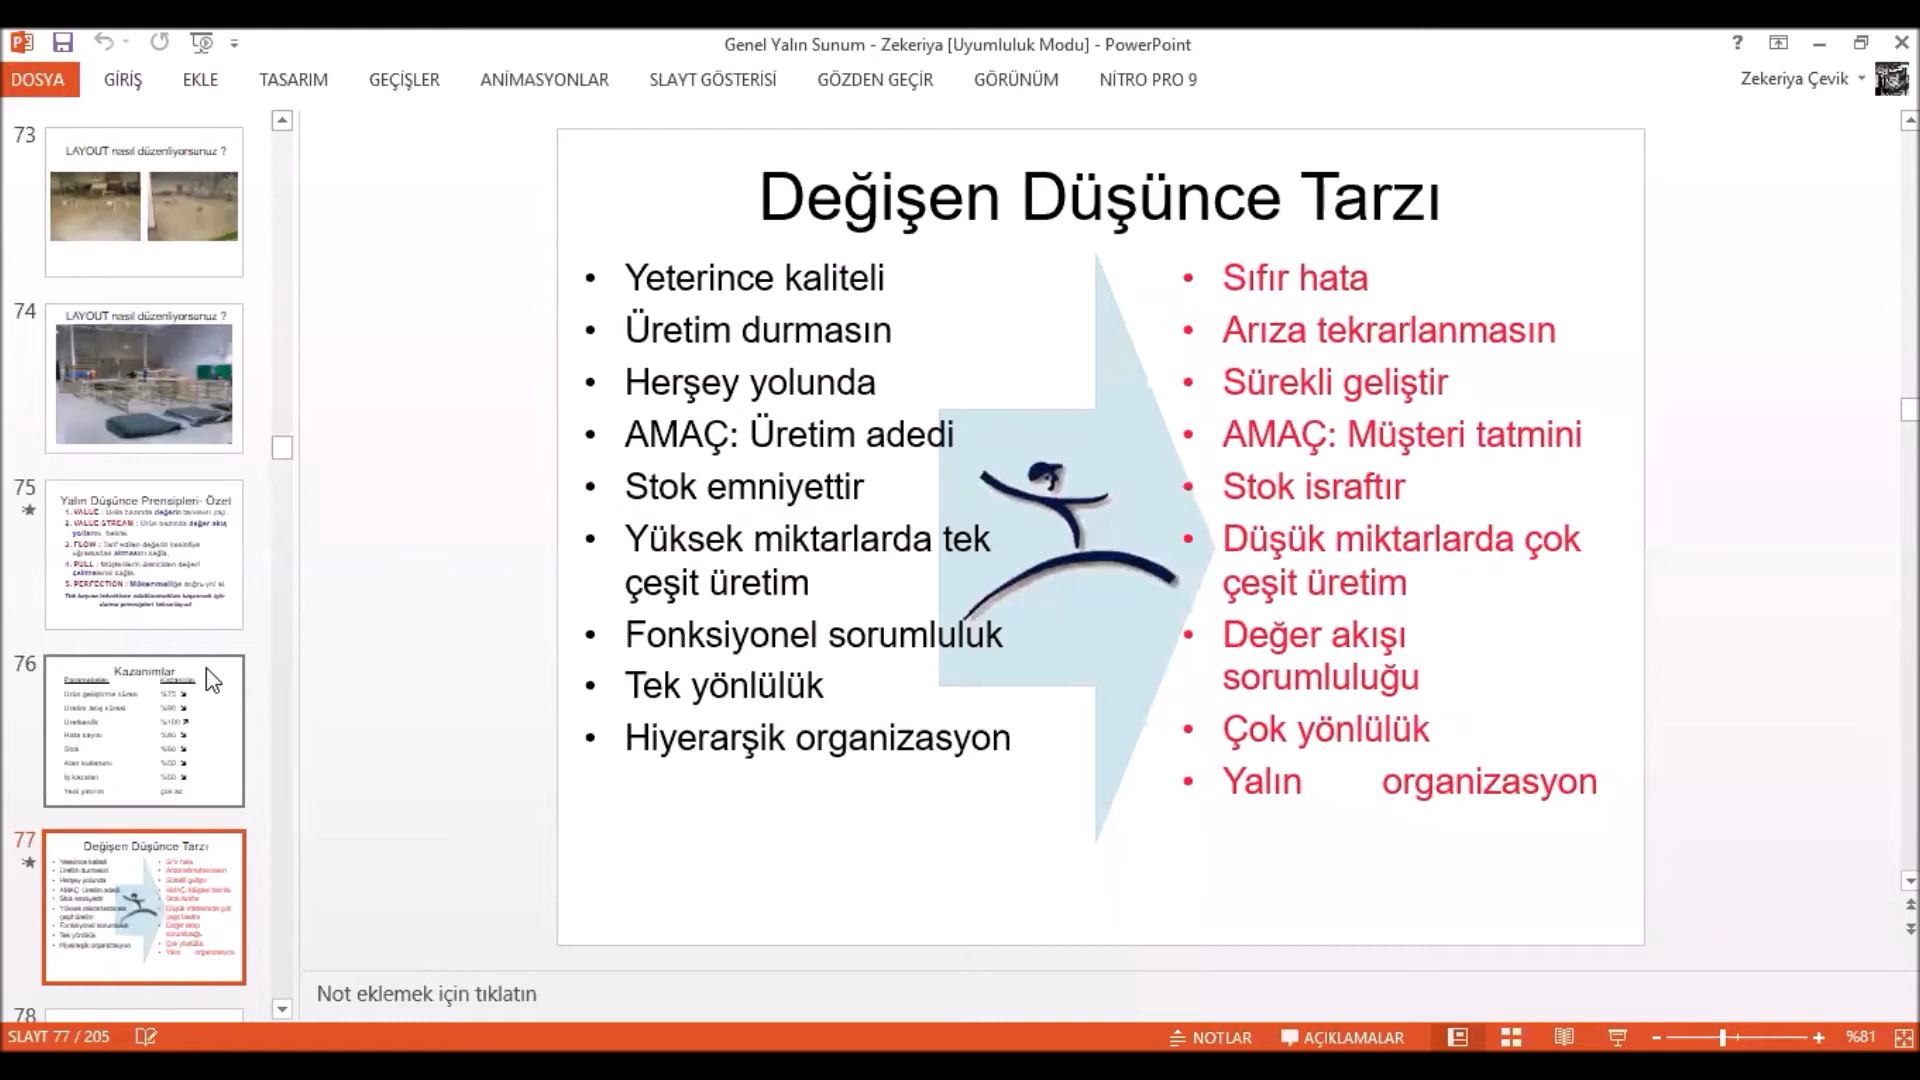 Genel Yalın Sunum - Zekeriya [Uyumluluk Modu] - PowerPoint
DOSYA GİRİŞ EKLE TASARIM GEÇİŞLER ANİMASYONLAR SLAYT GÖSTERİSİ GÖZDEN GEÇİR GÖRÜNÜM NİTRO PRO 9
Zekeriya Çevik
73
LAYOUT nasıl düzenliyorsunuz ?
74
LAYOUT nasıl düzenliyorsunuz ?
75
Yalın Düşünce Prensipleri- Özet
76
Kazanımlar
77
Değişen Düşünce Tarzı
78
Değişen Düşünce Tarzı
• Yeterince kaliteli
• Üretim durmasın
• Herşey yolunda
• AMAÇ: Üretim adedi
• Stok emniyettir
• Yüksek miktarlarda tek
çeşit üretim
• Fonksiyonel sorumluluk
• Tek yönlülük
• Hiyerarşik organizasyon
• Sıfır hata
• Arıza tekrarlanmasın
• Sürekli geliştir
• AMAÇ: Müşteri tatmini
• Stok israftır
• Düşük miktarlarda çok
çeşit üretim
• Değer akışı
sorumluluğu
• Çok yönlülük
• Yalın organizasyon
Not eklemek için tıklatın
SLAYT 77 / 205
NOTLAR AÇIKLAMALAR %81